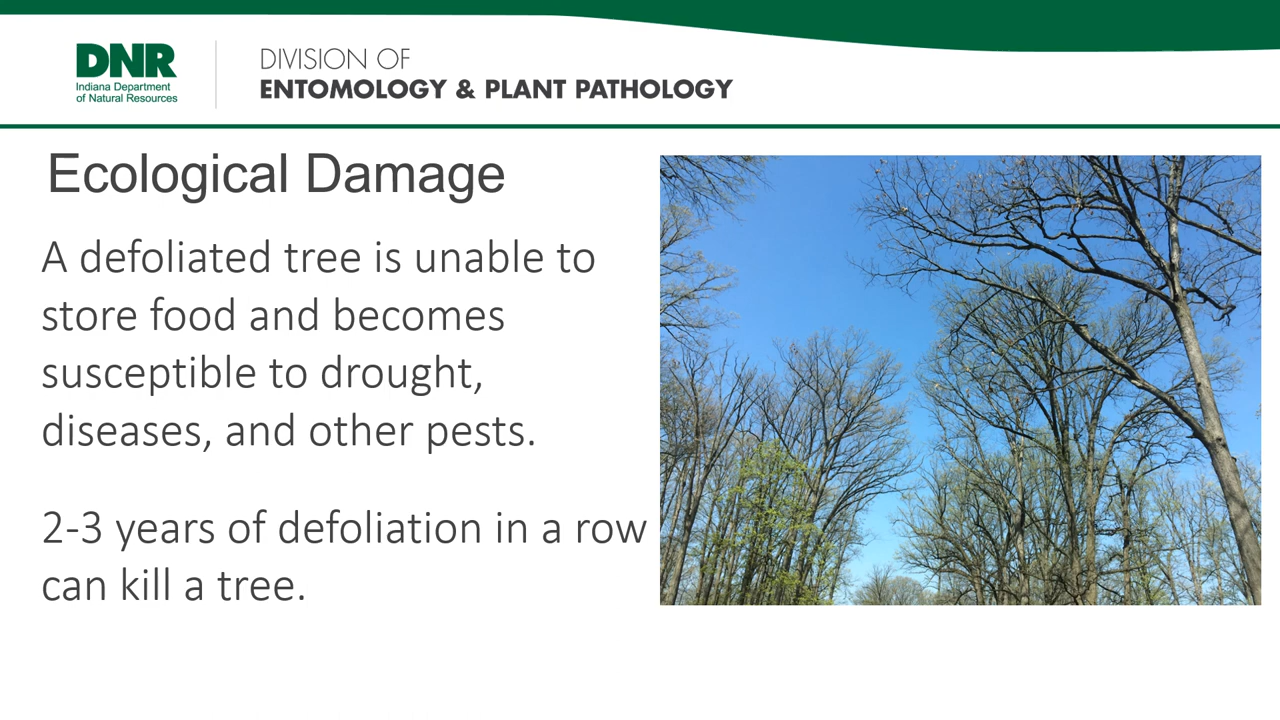 DNR
Indiana Department
of Natural Resources
DIVISION OF
ENTOMOLOGY & PLANT PATHOLOGY
Ecological Damage
A defoliated tree is unable to
store food and becomes
susceptible to drought,
diseases, and other pests.
2-3 years of defoliation in a row
can kill a tree.